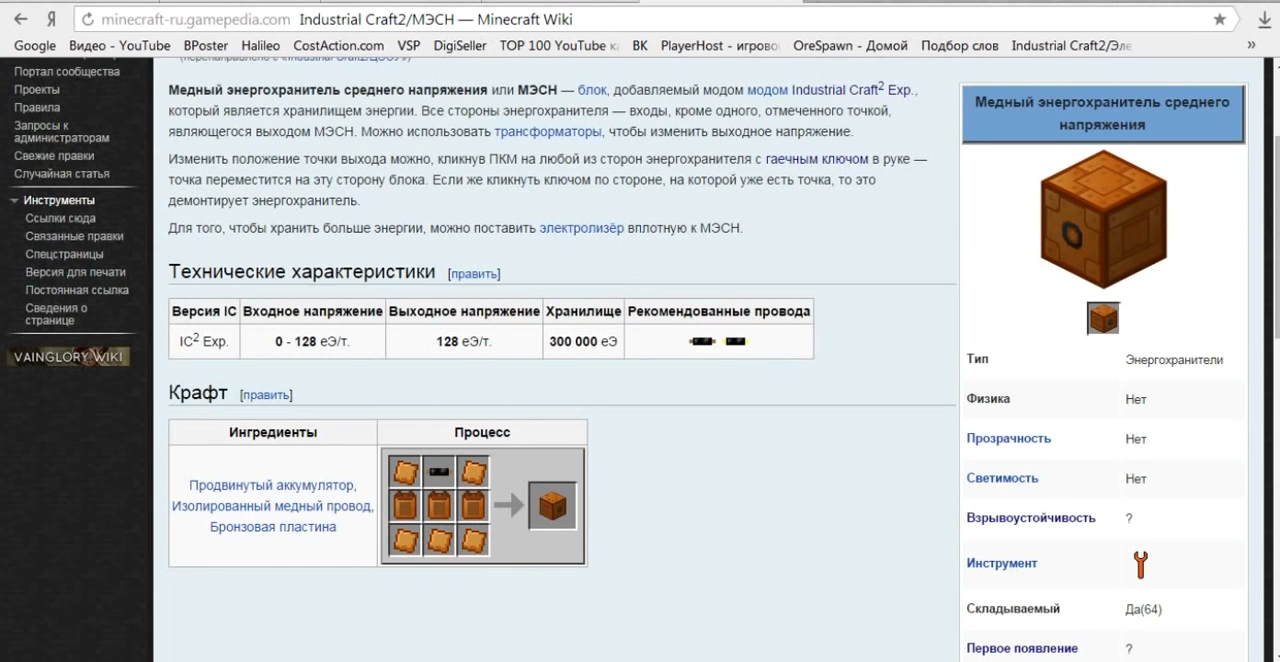 Я minecraft-ru.gamepedia.com Industrial Craft2/МЭСН — Minecraft Wiki
Google Видео - YouTube BPoster Halileo CostAction.com VSP DigiSeller TOP 100 YouTube ка ВК PlayerHost - игрово OreSpawn - Домой Подбор слов Industrial Craft2/Эле »
Портал сообщества
Проекты
Правила
Запросы к
администраторам
Свежие правки
Случайная статья
Инструменты
Ссылки сюда
Связанные правки
Спецстраницы
Версия для печати
Постоянная ссылка
Сведения о
странице
VAINGLORY WIKI
Медный энергохранитель среднего напряжения или МЭСН — блок, добавляемый модом модом Industrial Craft² Exp.,
который является хранилищем энергии. Все стороны энергохранителя — входы, кроме одного, отмеченного точкой,
являющегося выходом МЭСН. Можно использовать трансформаторы, чтобы изменить выходное напряжение.
Изменить положение точки выхода можно, кликнув ПКМ на любой из сторон энергохранителя с гаечным ключом в руке —
точка переместится на эту сторону блока. Если же кликнуть ключом по стороне, на которой уже есть точка, то это
демонтирует энергохранитель.
Для того, чтобы хранить больше энергии, можно поставить электролизёр вплотную к МЭСН.
Технические характеристики [править]
Версия IC Входное напряжение Выходное напряжение Хранилище Рекомендованные провода
IC² Exp. 0 - 128 еЭ/т. 128 еЭ/т. 300 000 еЭ
Крафт [править]
Ингредиенты Процесс
Продвинутый аккумулятор,
Изолированный медный провод,
Бронзовая пластина
Медный энергохранитель среднего
напряжения
Тип Энергохранители
Физика Нет
Прозрачность Нет
Светимость Нет
Взрывоустойчивость ?
Инструмент
Складываемый Да(64)
Первое появление ?